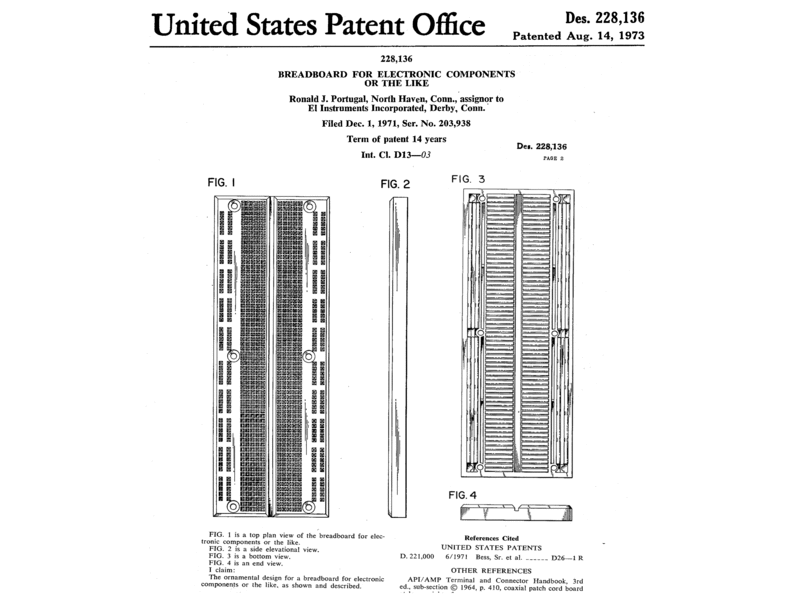 United States Patent Office
Des. 228,136
Patented Aug. 14, 1973
228,136
BREADBOARD FOR ELECTRONIC COMPONENTS
OR THE LIKE
Ronald J. Portugal, North Haven, Conn., assignor to
El Instruments Incorporated, Derby, Conn.
Filed Dec. 1, 1971, Ser. No. 203,938
Term of patent 14 years
Int. Cl. D13—03
Des. 228,136
PAGE 2
FIG. 1
FIG. 2
FIG. 3
FIG. 4
FIG. 1 is a top plan view of the breadboard for elec-
tronic components or the like.
FIG. 2 is a side elevational view.
FIG. 3 is a bottom view.
FIG. 4 is an end view.
I claim:
The ornamental design for a breadboard for electronic
components or the like, as shown and described.
References Cited
UNITED STATES PATENTS
D. 221,000 6/1971 Bess, Sr. et al. ------ D26—1 R
OTHER REFERENCES
API/AMP Terminal and Connector Handbook, 3rd
ed., sub-section © 1964, p. 410, coaxial patch cord board